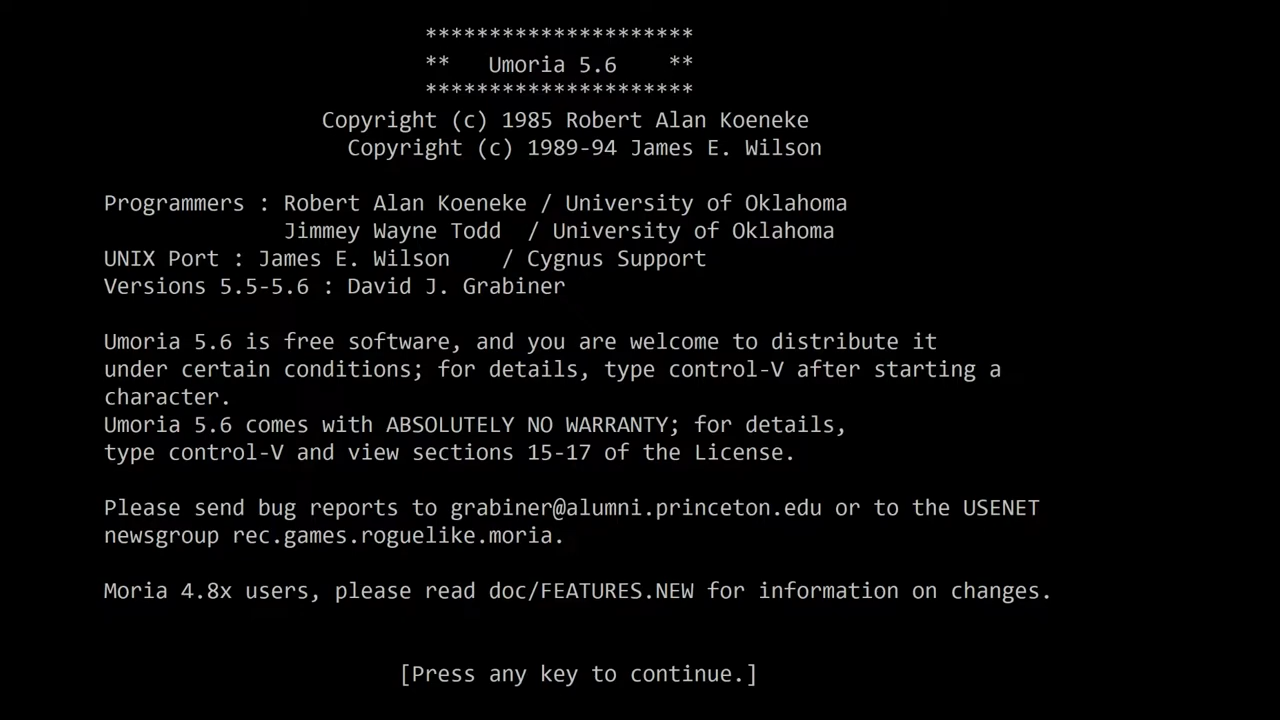 *********************
**   Umoria 5.6    **
*********************
Copyright (c) 1985 Robert Alan Koeneke
Copyright (c) 1989-94 James E. Wilson
Programmers : Robert Alan Koeneke / University of Oklahoma
Jimmey Wayne Todd  / University of Oklahoma
UNIX Port : James E. Wilson    / Cygnus Support
Versions 5.5-5.6 : David J. Grabiner
Umoria 5.6 is free software, and you are welcome to distribute it
under certain conditions; for details, type control-V after starting a
character.
Umoria 5.6 comes with ABSOLUTELY NO WARRANTY; for details,
type control-V and view sections 15-17 of the License.
Please send bug reports to grabiner@alumni.princeton.edu or to the USENET
newsgroup rec.games.roguelike.moria.
Moria 4.8x users, please read doc/FEATURES.NEW for information on changes.
[Press any key to continue.]